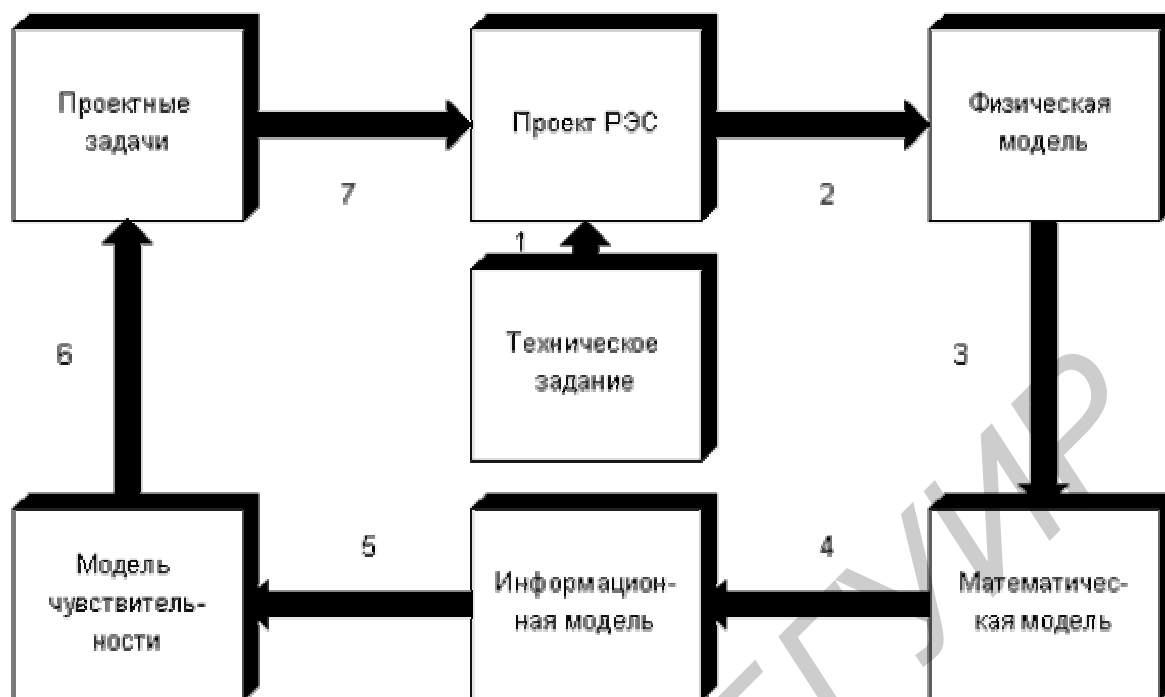 Проектные
задачи
Проект РЭС
Физическая
модель
7
2
1
Техническое
задание
6
3
Модель
чувствитель-
ности
5
Информацион-
ная модель
4
Математичес-
кая модель
ГУИР